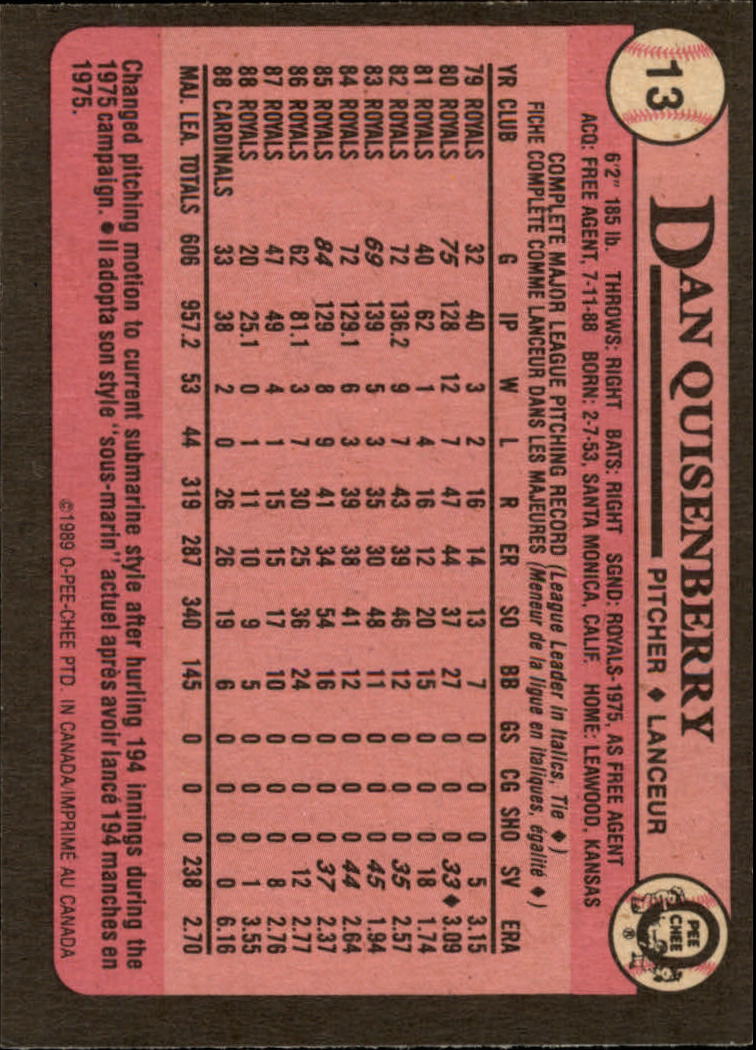 13
DAN QUISENBERRY
PITCHER ♦ LANCEUR
O
PEE
CHEE
®
6'2" 185 lb. THROWS: RIGHT BATS: RIGHT SGND: ROYALS-1975, AS FREE AGENT
ACQ: FREE AGENT, 7-11-88 BORN: 2-7-53, SANTA MONICA, CALIF. HOME: LEAWOOD, KANSAS
COMPLETE MAJOR LEAGUE PITCHING RECORD (League Leader in Italics, Tie ♦)
FICHE COMPLÈTE COMME LANCEUR DANS LES MAJEURES (Meneur de la ligue en italiques, égalité ♦)
YR CLUB G IP W L R ER SO BB GS CG SHO SV ERA
79 ROYALS 32 40 3 2 16 14 13 7 0 0 0 5 3.15
80 ROYALS 75 128 12 7 47 44 37 27 0 0 0 33♦ 3.09
81 ROYALS 40 62 1 4 16 12 20 15 0 0 0 18 1.74
82 ROYALS 72 136.2 9 7 43 39 46 12 0 0 0 35 2.57
83 ROYALS 69 139 5 3 35 30 48 11 0 0 0 45 1.94
84 ROYALS 72 129.1 6 3 39 38 41 12 0 0 0 44 2.64
85 ROYALS 84 129 8 9 41 34 54 16 0 0 0 37 2.37
86 ROYALS 62 81.1 3 7 30 25 36 24 0 0 0 12 2.77
87 ROYALS 47 49 4 1 15 15 17 10 0 0 0 8 2.76
88 ROYALS 20 25.1 0 1 11 10 9 5 0 0 0 1 3.55
88 CARDINALS 33 38 2 0 26 26 19 6 0 0 0 0 6.16
MAJ. LEA. TOTALS 606 957.2 53 44 319 287 340 145 0 0 0 238 2.70
Changed pitching motion to current submarine style after hurling 194 innings during the
1975 campaign. ● Il adopta son style "sous-marin" actuel après avoir lancé 194 manches en
1975.
©1989 O-PEE-CHEE PTD. IN CANADA/IMPRIMÉ AU CANADA